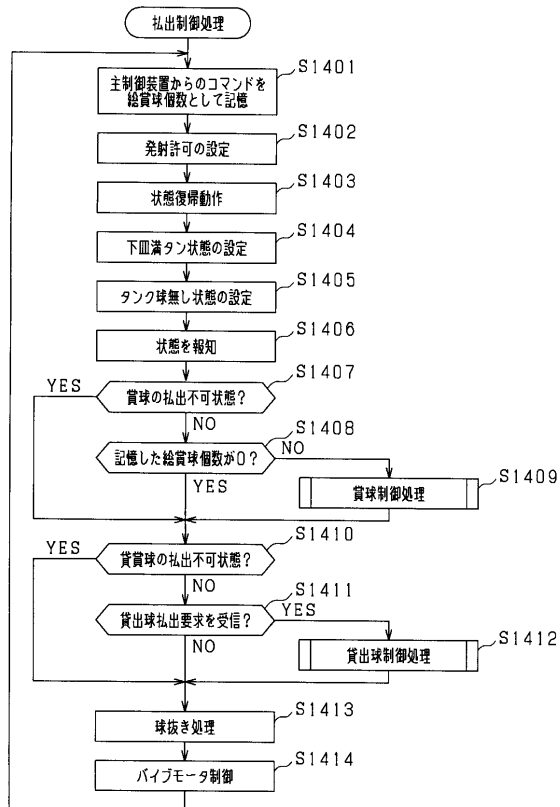 払出制御処理
S1401
主制御装置からのコマンドを
総賞球個数として記憶
S1402
発射許可の設定
S1403
状態復帰動作
S1404
下皿満タン状態の設定
S1405
タンク球無し状態の設定
S1406
状態を報知
S1407
YES
賞球の払出不可状態?
NO
S1408
記憶した総賞球個数が0?
NO
YES
S1409
賞球制御処理
S1410
YES
貸賞球の払出不可状態?
NO
S1411
貸出球払出要求を受信?
YES
NO
S1412
貸出球制御処理
S1413
球抜き処理
S1414
バイブモータ制御